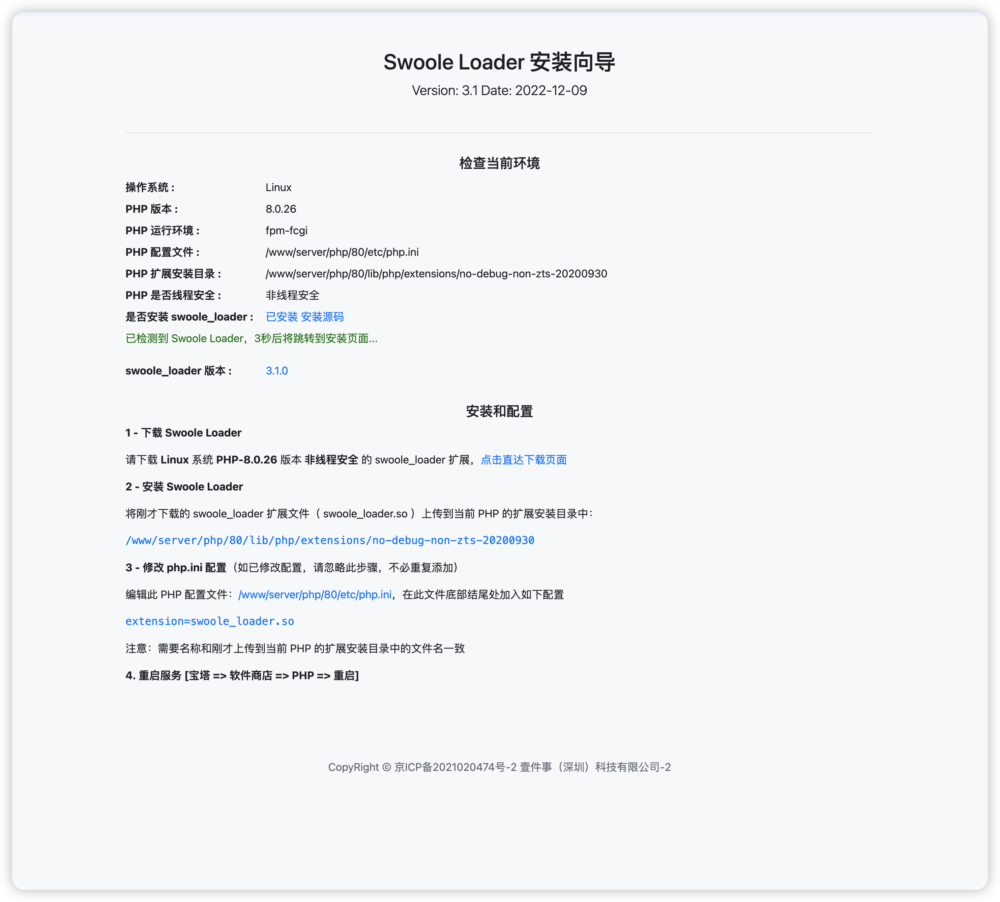 Swoole Loader 安装向导
Version: 3.1 Date: 2022-12-09
检查当前环境
操作系统： Linux
PHP 版本： 8.0.26
PHP 运行环境： fpm-fcgi
PHP 配置文件： /www/server/php/80/etc/php.ini
PHP 扩展安装目录： /www/server/php/80/lib/php/extensions/no-debug-non-zts-20200930
PHP 是否线程安全： 非线程安全
是否安装 swoole_loader： 已安装 安装源码
已检测到 Swoole Loader，3秒后将跳转到安装页面...
swoole_loader 版本： 3.1.0
安装和配置
1 - 下载 Swoole Loader
请下载 Linux 系统 PHP-8.0.26 版本 非线程安全 的 swoole_loader 扩展，点击直达下载页面
2 - 安装 Swoole Loader
将刚才下载的 swoole_loader 扩展文件（ swoole_loader.so ）上传到当前 PHP 的扩展安装目录中：
/www/server/php/80/lib/php/extensions/no-debug-non-zts-20200930
3 - 修改 php.ini 配置（如已修改配置，请忽略此步骤，不必重复添加）
编辑此 PHP 配置文件：/www/server/php/80/etc/php.ini，在此文件底部结尾处加入如下配置
extension=swoole_loader.so
注意：需要名称和刚才上传到当前 PHP 的扩展安装目录中的文件名一致
4. 重启服务 [宝塔 => 软件商店 => PHP => 重启]
CopyRight © 京ICP备2021020474号-2 壹件事（深圳）科技有限公司-2